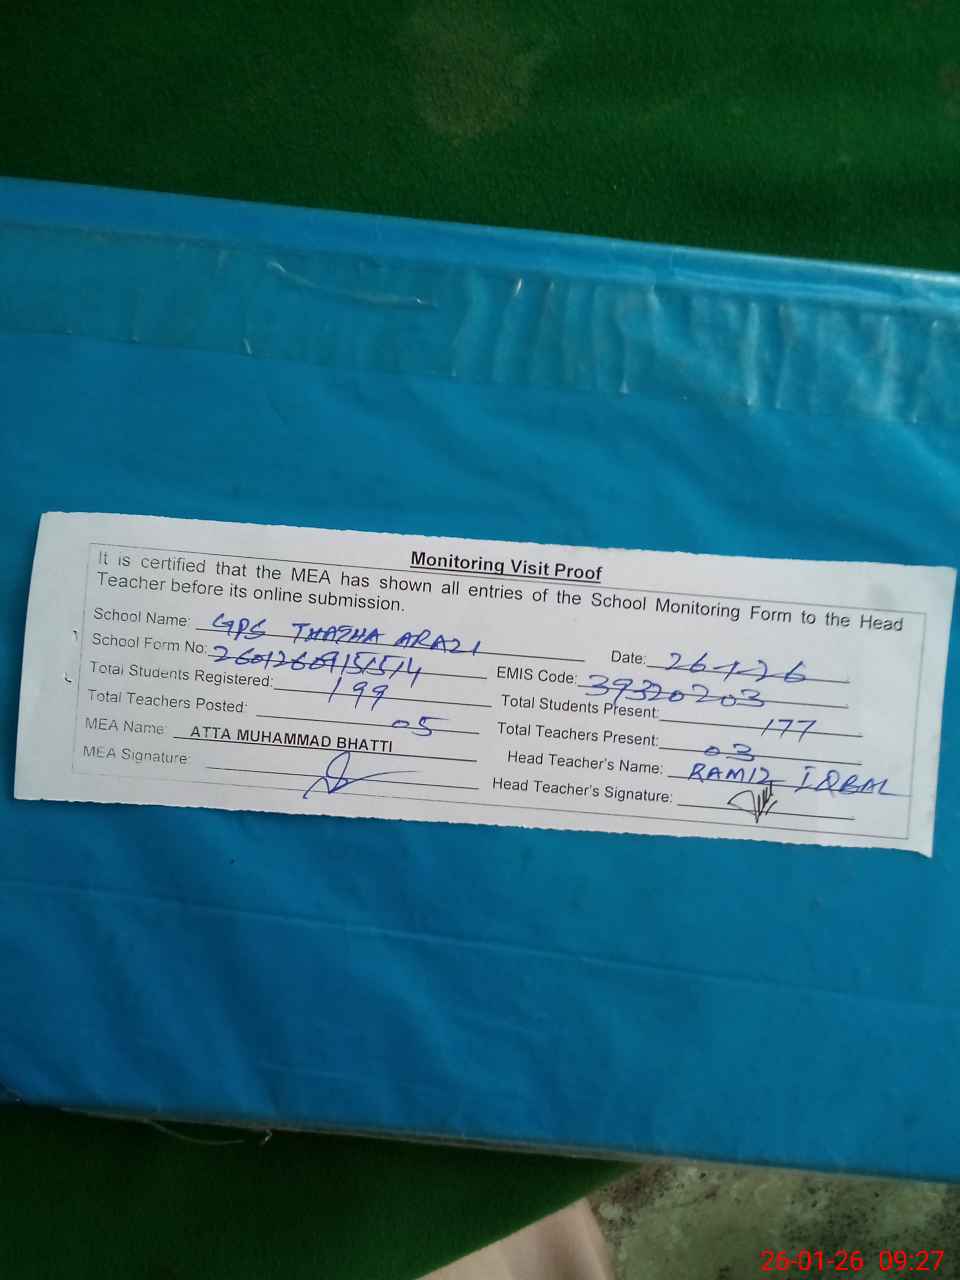 Monitoring Visit Proof
It is certified that the MEA has shown all entries of the School Monitoring Form to the Head
Teacher before its online submission.
School Name: GPS THATHA ARAZI Date: 26-1-26
School Form No: 2601260915514 EMIS Code: 39320203
Total Students Registered: 199 Total Students Present: 177
Total Teachers Posted: 05 Total Teachers Present: 03
MEA Name: ATTA MUHAMMAD BHATTI Head Teacher's Name: RAMIZ IQBAL
MEA Signature: Head Teacher's Signature:
26-01-26 09:27